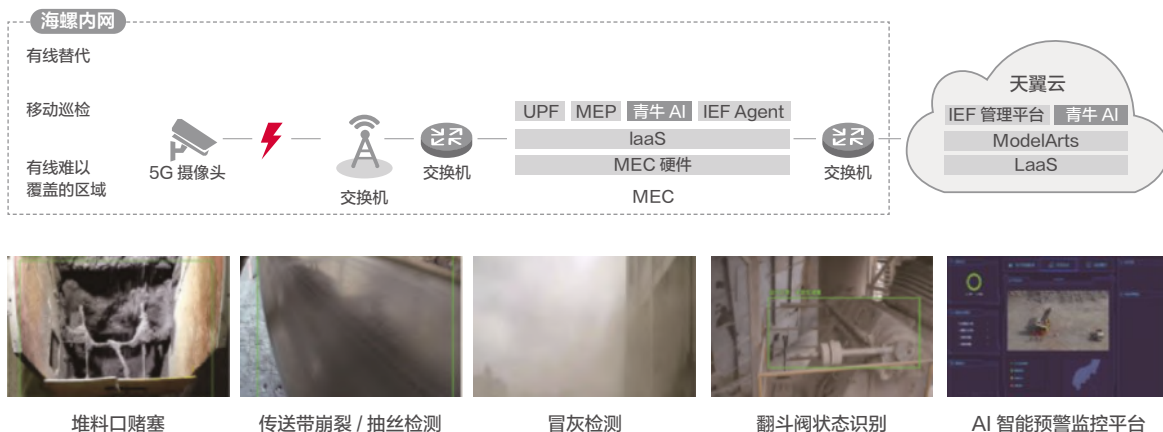 海螺内网
有线替代
移动巡检
有线难以
覆盖的区域
5G 摄像头
交换机
交换机
UPF MEP 青牛 AI IEF Agent
IaaS
MEC 硬件
MEC
交换机
天翼云
IEF 管理平台 青牛 AI
ModelArts
LaaS
堆料口赌塞
传送带崩裂 / 抽丝检测
冒灰检测
翻斗阀状态识别
AI 智能预警监控平台